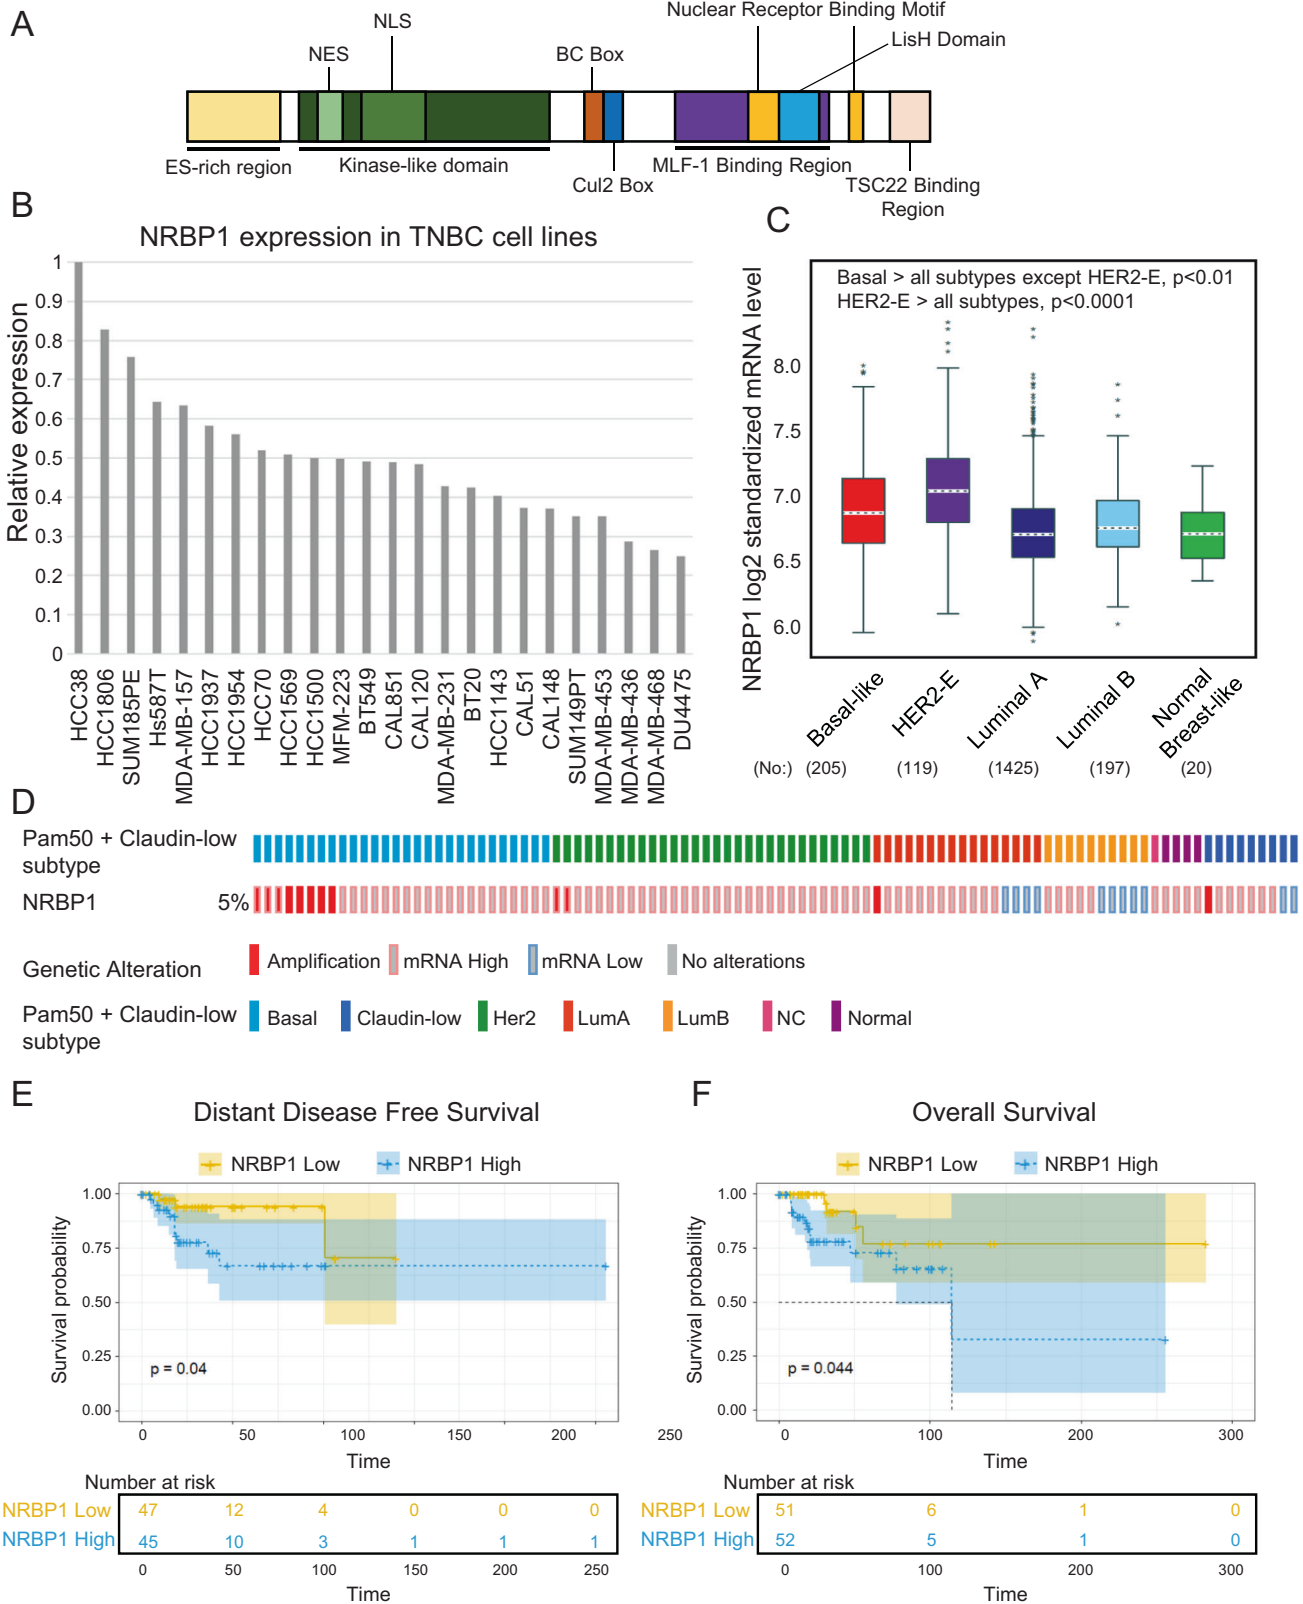 A
Nuclear Receptor Binding Motif
NLS
LisH Domain
NES
BC Box
ES-rich region
Kinase-like domain
MLF-1 Binding Region
Cul2 Box
TSC22 Binding
Region
B
NRBP1 expression in TNBC cell lines
Relative expression
1
0.9
0.8
0.7
0.6
0.5
0.4
0.3
0.2
0.1
0
HCC38
HCC1806
SUM185PE
Hs587T
MDA-MB-157
HCC1937
HCC1954
HCC70
HCC1569
HCC1500
MFM-223
BT549
CAL851
CAL120
MDA-MB-231
BT20
HCC1143
CAL51
CAL148
SUM149PT
MDA-MB-453
MDA-MB-436
MDA-MB-468
DU4475
C
NRBP1 log2 standardized mRNA level
Basal > all subtypes except HER2-E, p<0.01
HER2-E > all subtypes, p<0.0001
8.0
7.5
7.0
6.5
6.0
Basal-like
HER2-E
Luminal A
Luminal B
Normal
Breast-like
(No:) (205) (119) (1425) (197) (20)
D
Pam50 + Claudin-low
subtype
NRBP1 5%
Genetic Alteration
Amplification mRNA High mRNA Low No alterations
Pam50 + Claudin-low
subtype
Basal Claudin-low Her2 LumA LumB NC Normal
E
Distant Disease Free Survival
NRBP1 Low NRBP1 High
Survival probability
1.00
0.75
0.50
0.25
0.00
p = 0.04
0 50 100 150 200 250
Time
Number at risk
NRBP1 Low 47 12 4 0 0 0
NRBP1 High 45 10 3 1 1 1
0 50 100 150 200 250
Time
F
Overall Survival
NRBP1 Low NRBP1 High
Survival probability
1.00
0.75
0.50
0.25
0.00
p = 0.044
0 100 200 300
Time
Number at risk
NRBP1 Low 51 6 1 0
NRBP1 High 52 5 1 0
0 100 200 300
Time